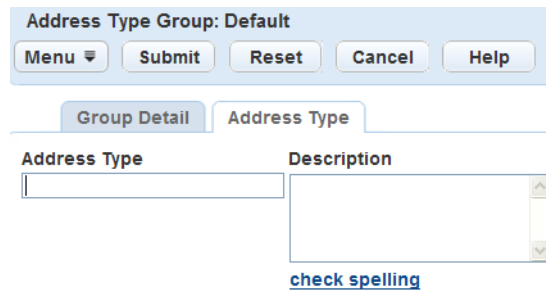 Address Type Group: Default
Menu Submit Reset Cancel Help
Group Detail Address Type
Address Type Description
check spelling